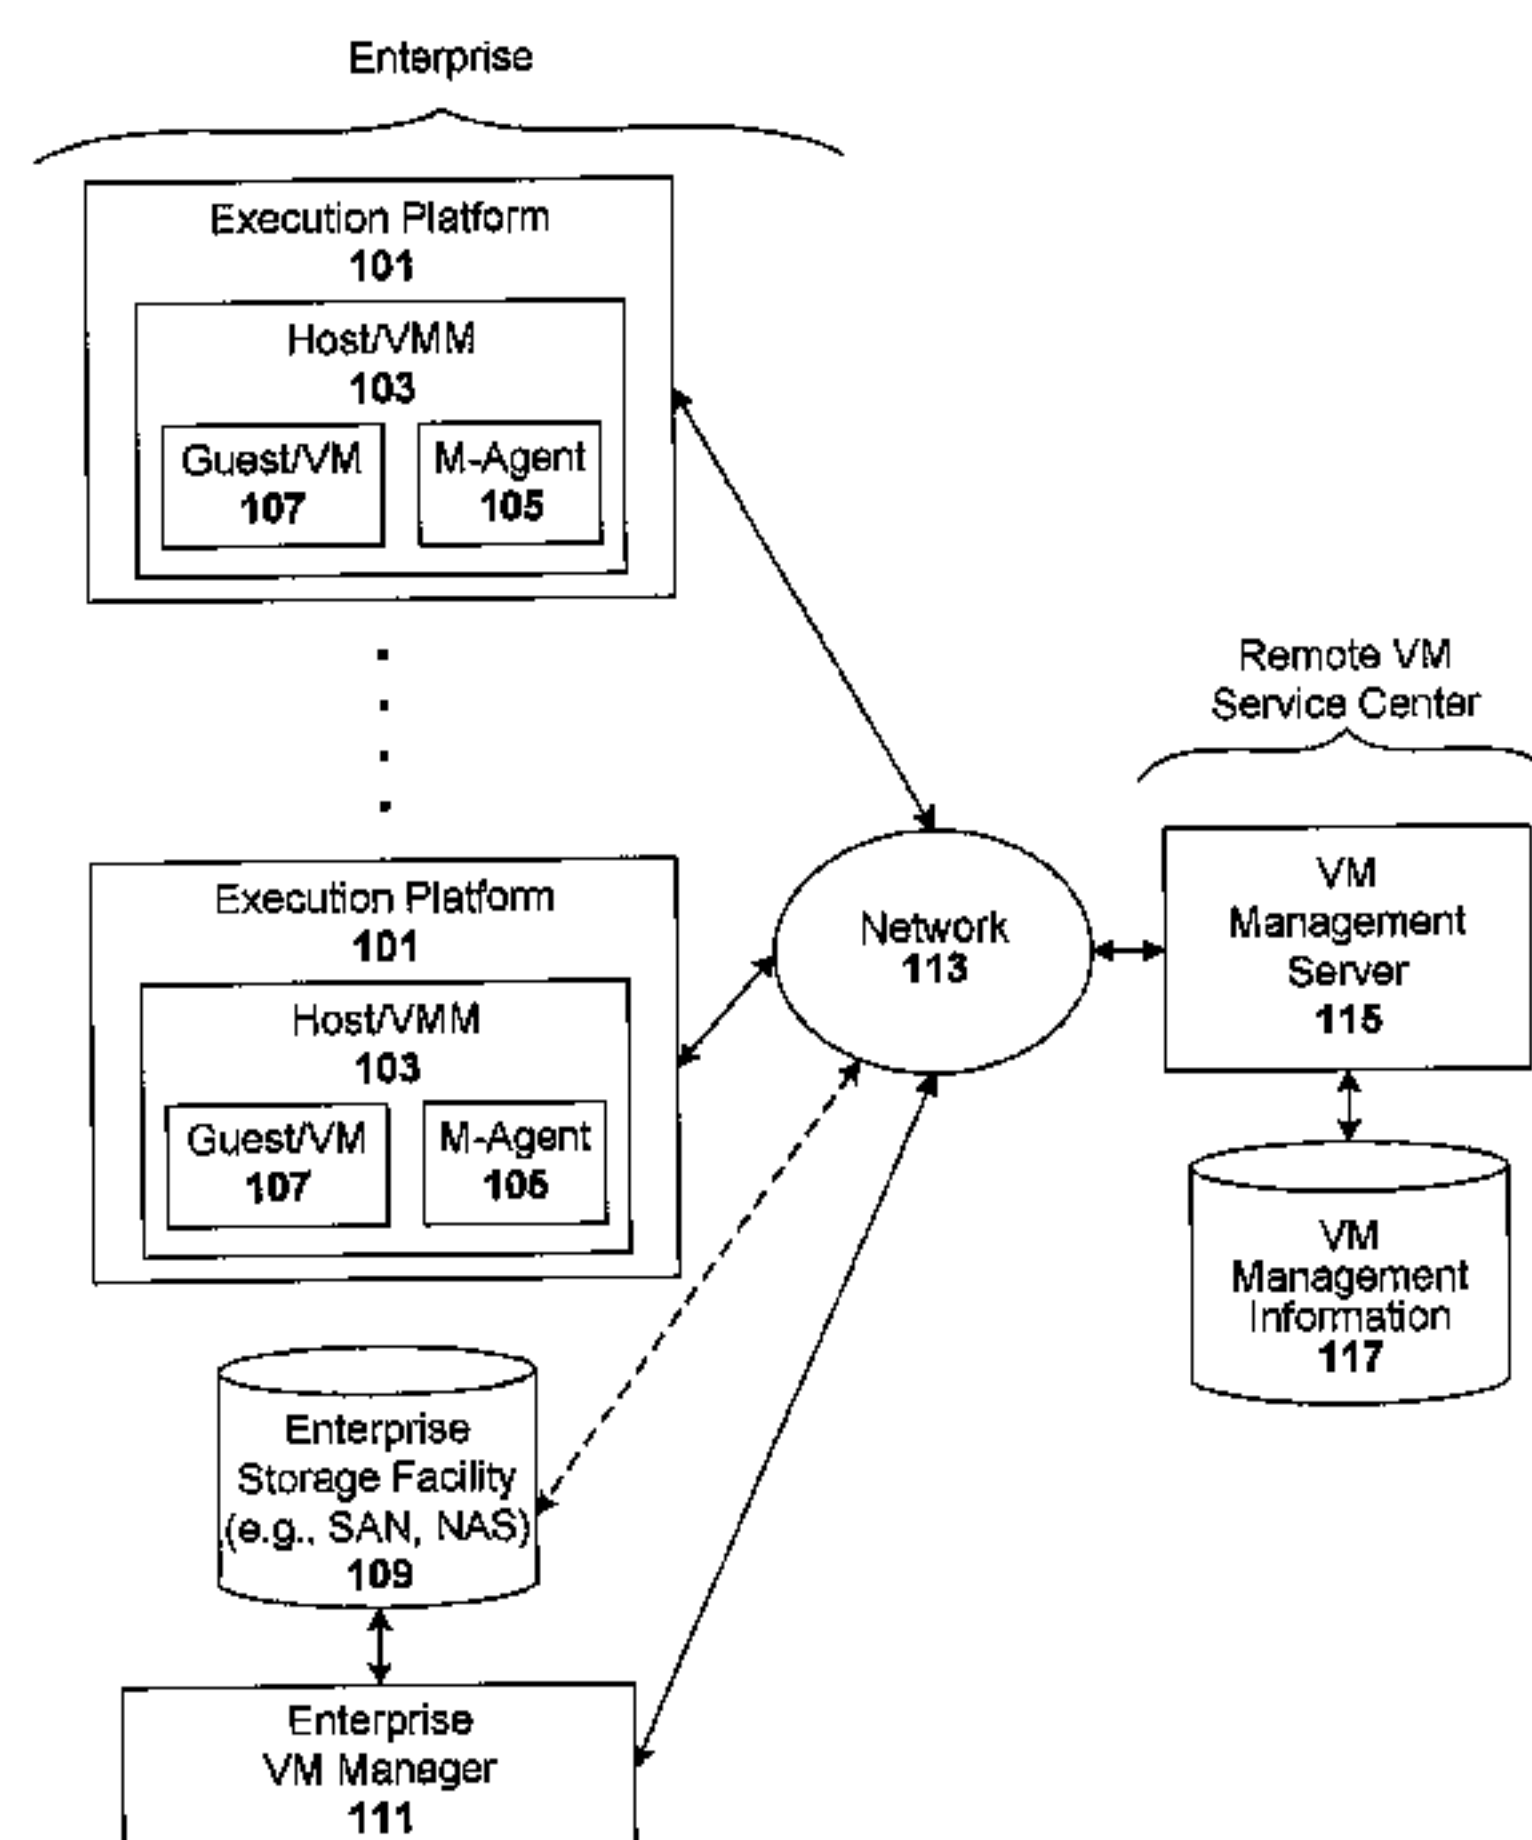 Enterprise
Execution Platform
101
Host/VMM
103
Guest/VM
107
M-Agent
105
Execution Platform
101
Host/VMM
103
Guest/VM
107
M-Agent
105
Enterprise
Storage Facility
(e.g., SAN, NAS)
109
Enterprise
VM Manager
111
Network
113
Remote VM
Service Center
VM
Management
Server
115
VM
Management
Information
117